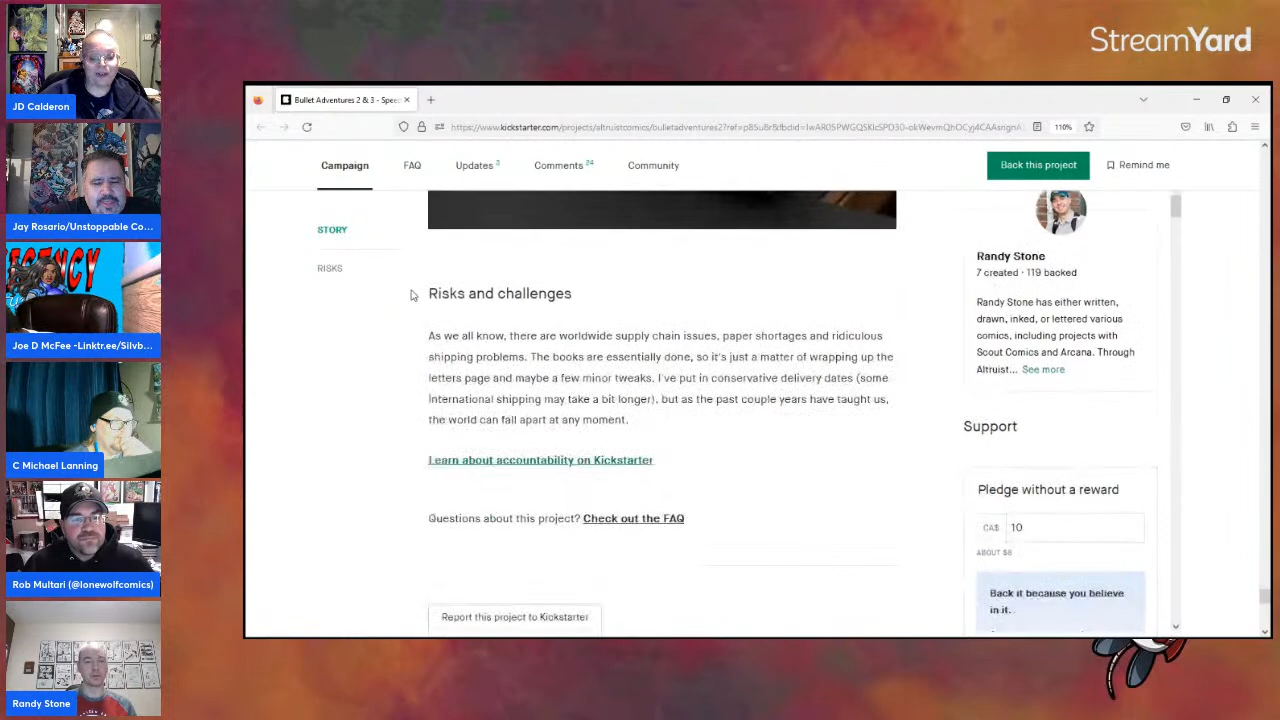 StreamYard
JD Calderon
Jay Rosario/Unstoppable Co...
Joe D McFee -Linktr.ee/Silvb...
C Michael Lanning
Rob Multari (@lonewolfcomics)
Randy Stone
Bullet Adventures 2 & 3 - Spee
110%
Campaign
FAQ
Updates 3
Comments 24
Community
Back this project
Remind me
STORY
RISKS
Risks and challenges
As we all know, there are worldwide supply chain issues, paper shortages and ridiculous
shipping problems. The books are essentially done, so it's just a matter of wrapping up the
letters page and maybe a few minor tweaks. I've put in conservative delivery dates (some
International shipping may take a bit longer), but as the past couple years have taught us,
the world can fall apart at any moment.
Learn about accountability on Kickstarter
Questions about this project? Check out the FAQ
Report this project to Kickstarter
Randy Stone
7 created · 119 backed
Randy Stone has either written,
drawn, inked, or lettered various
comics, including projects with
Scout Comics and Arcana. Through
Altruist... See more
Support
Pledge without a reward
CA$ 10
ABOUT $8
Back it because you believe
in it.